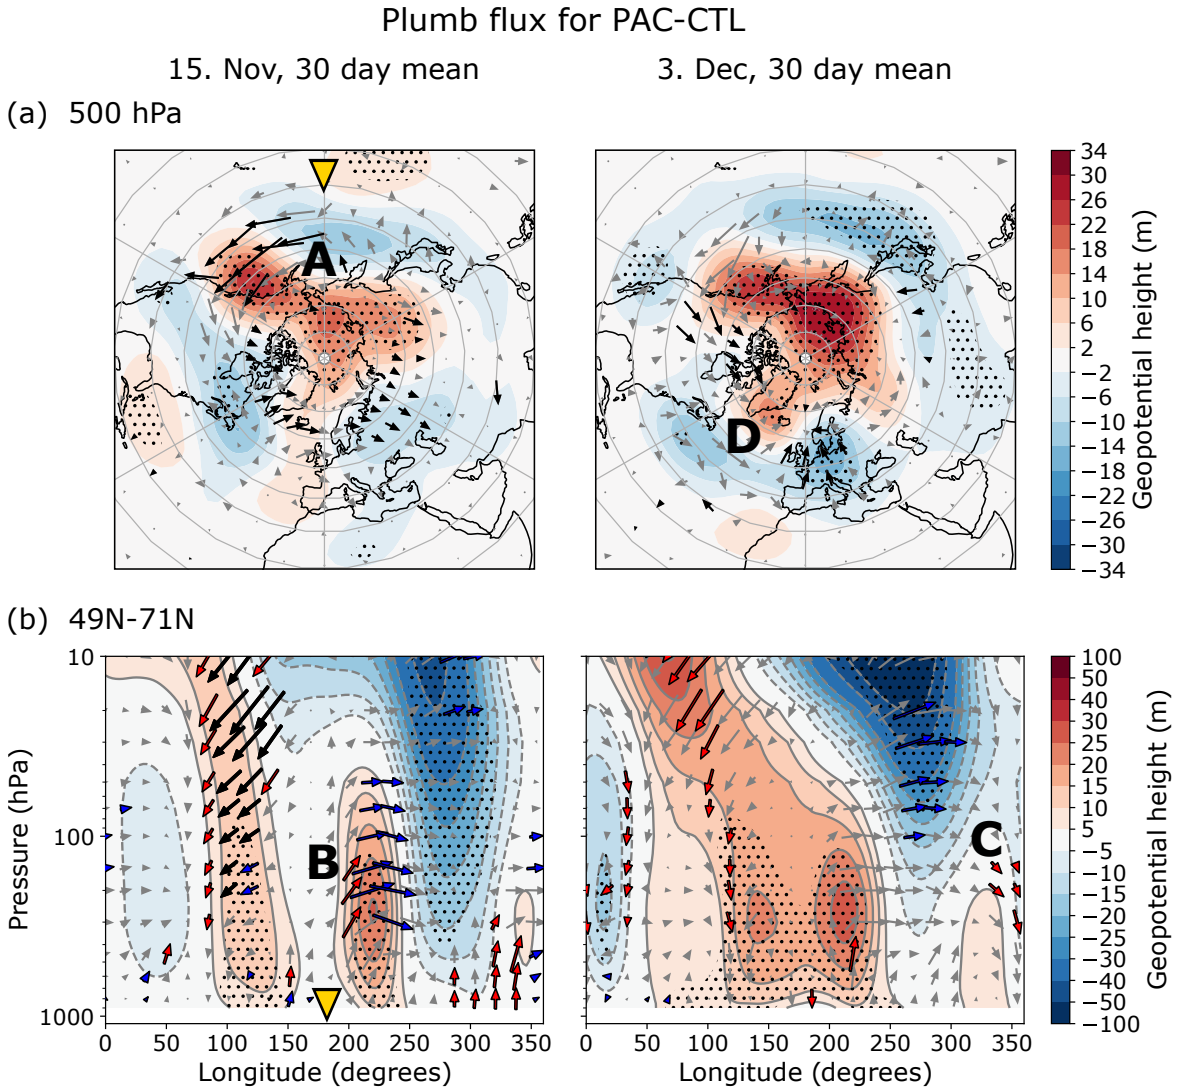 Plumb flux for PAC-CTL
15. Nov, 30 day mean
3. Dec, 30 day mean
(a) 500 hPa
A
D
34
30
26
22
18
14
10
6
2
−2
−6
−10
−14
−18
−22
−26
−30
−34
Geopotential height (m)
(b) 49N-71N
10
100
1000
Pressure (hPa)
B
C
0 50 100 150 200 250 300 350
Longitude (degrees)
0 50 100 150 200 250 300 350
Longitude (degrees)
100
50
40
30
25
20
15
10
5
−5
−10
−15
−20
−25
−30
−40
−50
−100
Geopotential height (m)